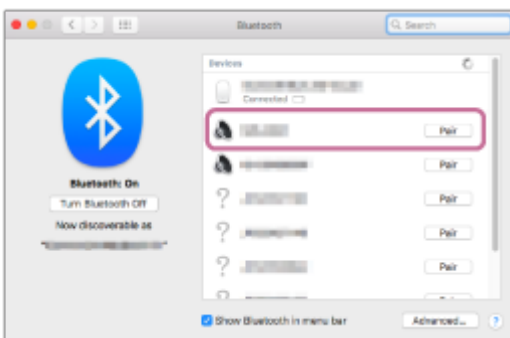 Bluetooth
Search
Devices
Connected
Pair
Pair
Bluetooth: On
Turn Bluetooth Off
Pair
Now discoverable as
Pair
Pair
Show Bluetooth in menu bar
Advanced...
?